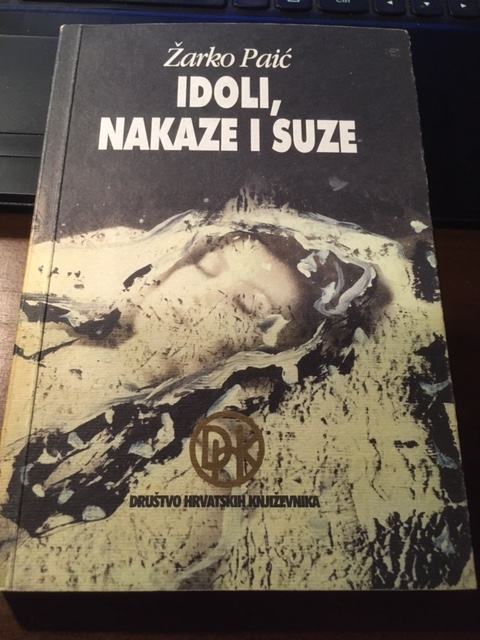 Žarko Paić
IDOLI,
NAKAZE I SUZE
DHK
DRUŠTVO HRVATSKIH KNJIŽEVNIKA